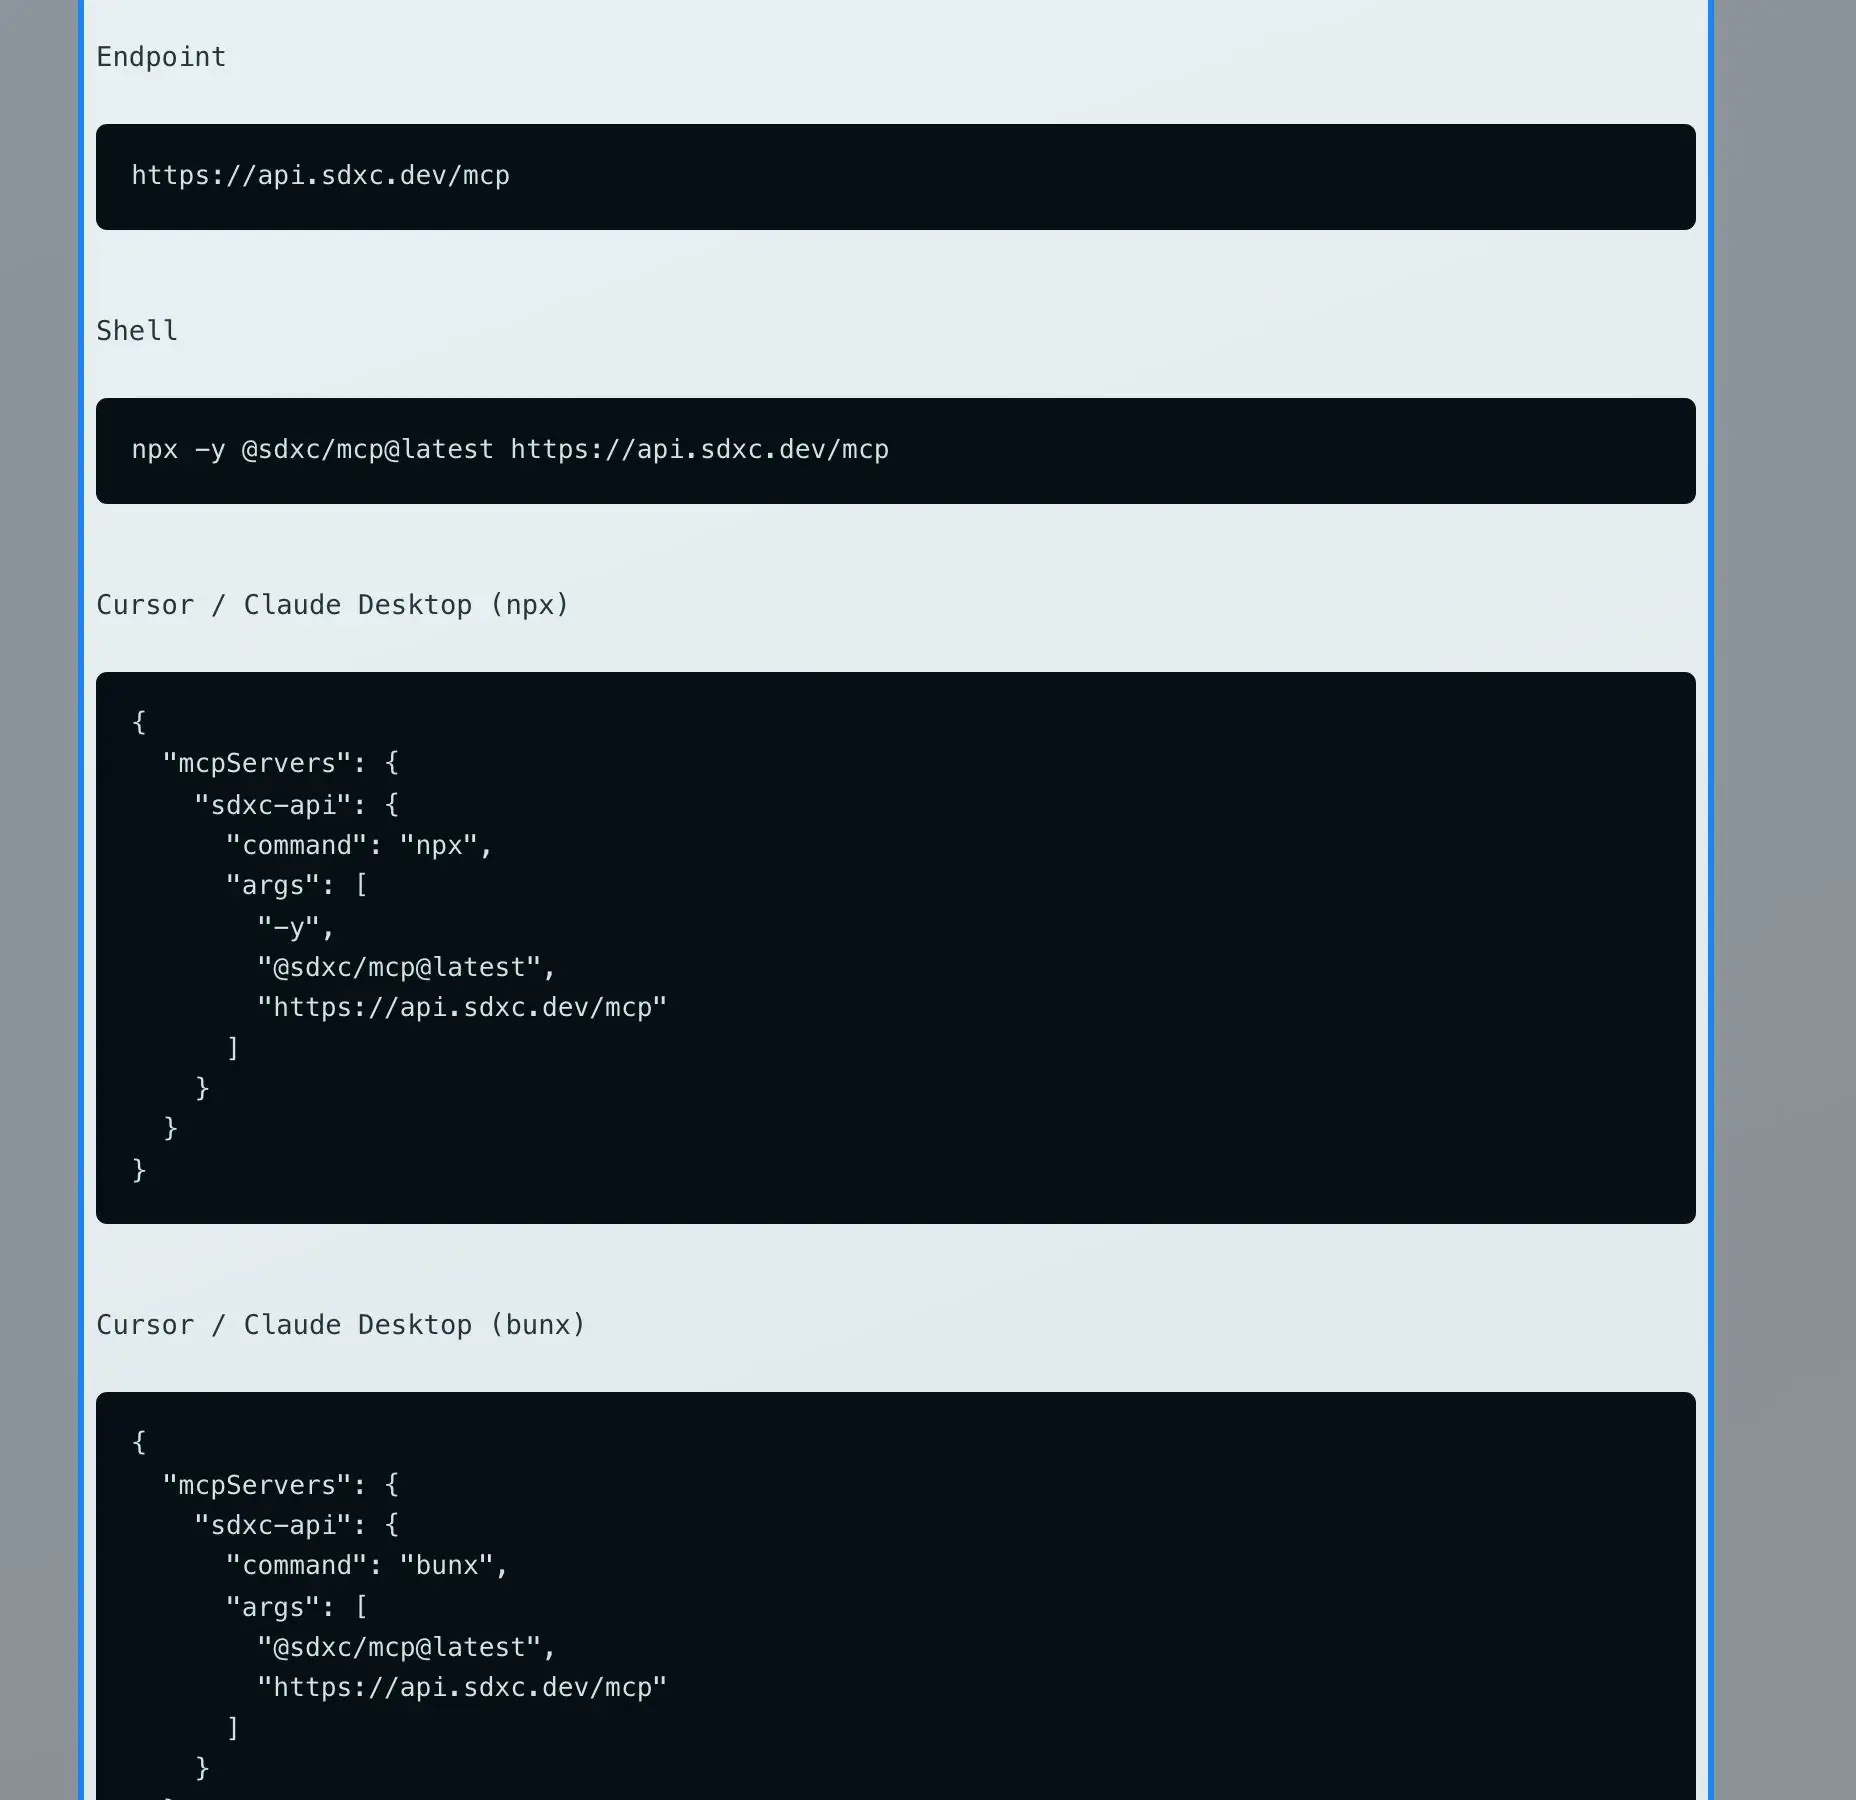 Endpoint
https://api.sdxc.dev/mcp
Shell
npx -y @sdxc/mcp@latest https://api.sdxc.dev/mcp
Cursor / Claude Desktop (npx)
{
  "mcpServers": {
    "sdxc-api": {
      "command": "npx",
      "args": [
        "-y",
        "@sdxc/mcp@latest",
        "https://api.sdxc.dev/mcp"
      ]
    }
  }
}
Cursor / Claude Desktop (bunx)
{
  "mcpServers": {
    "sdxc-api": {
      "command": "bunx",
      "args": [
        "@sdxc/mcp@latest",
        "https://api.sdxc.dev/mcp"
      ]
    }